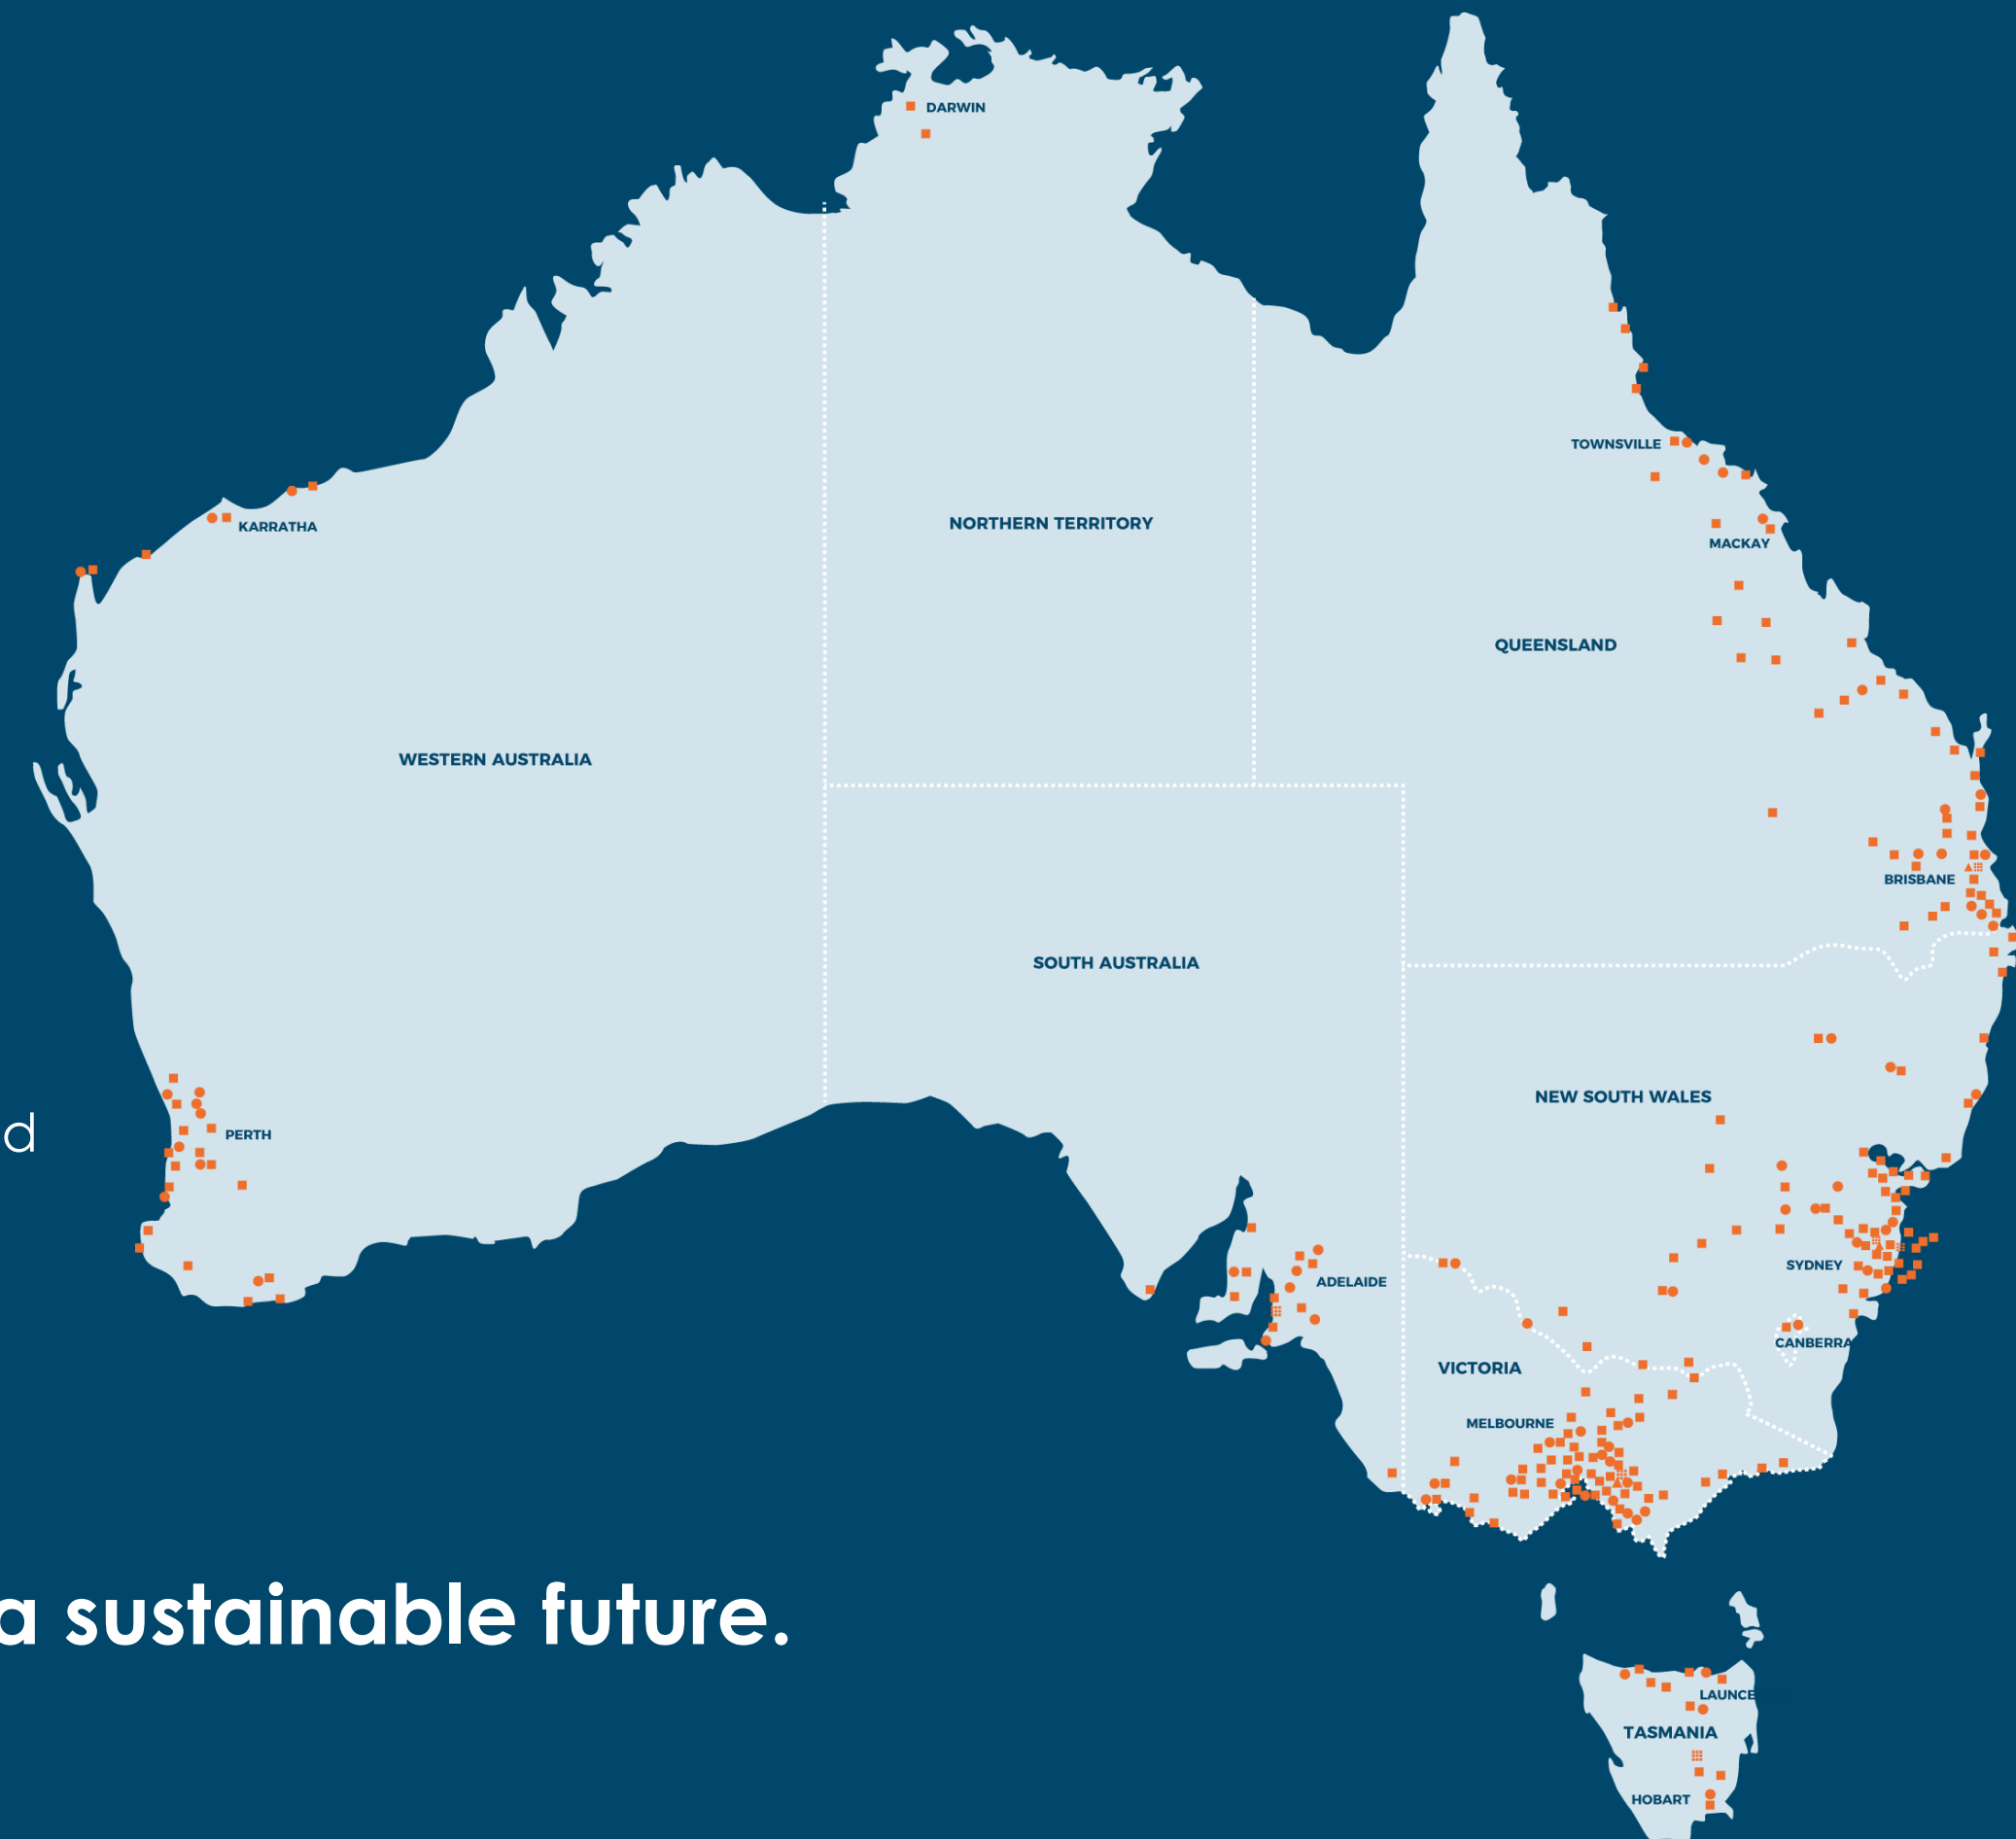 DARWIN
TOWNSVILLE
NORTHERN TERRITORY
KARRATHA
MACKAY
QUEENSLAND
WESTERN AUSTRALIA
BRISBANE
SOUTH AUSTRALIA
NEW SOUTH WALES
d
PERTH
SYDNEY
ADELAIDE
CANBERRA
VICTORIA
MELBOURNE
a sustainable future.
LAUNCE
TASMANIA
HOBART